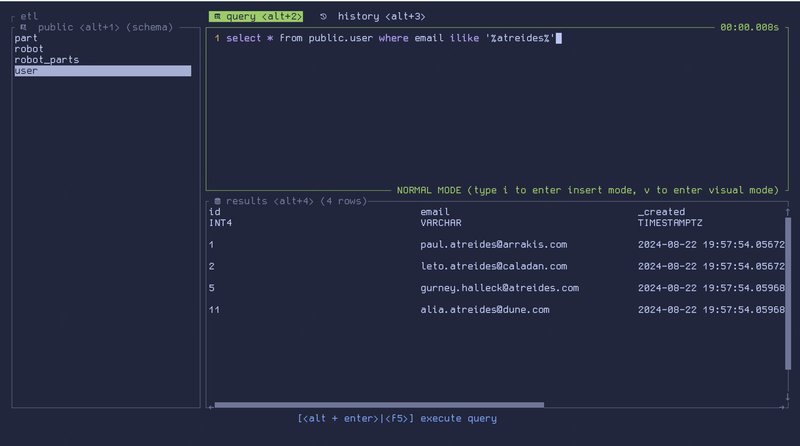 etl
public <alt+1> (schema)
part
robot
robot_parts
user
query <alt+2> history <alt+3>
00:00.008s
1 select * from public.user where email ilike '%atreides%'
NORMAL MODE (type i to enter insert mode, v to enter visual mode)
results <alt+4> (4 rows)
id email _created
INT4 VARCHAR TIMESTAMPTZ
1 paul.atreides@arrakis.com 2024-08-22 19:57:54.05672
2 leto.atreides@caladan.com 2024-08-22 19:57:54.05672
5 gurney.halleck@atreides.com 2024-08-22 19:57:54.05968
11 alia.atreides@dune.com 2024-08-22 19:57:54.05968
[<alt + enter>|<f5>] execute query